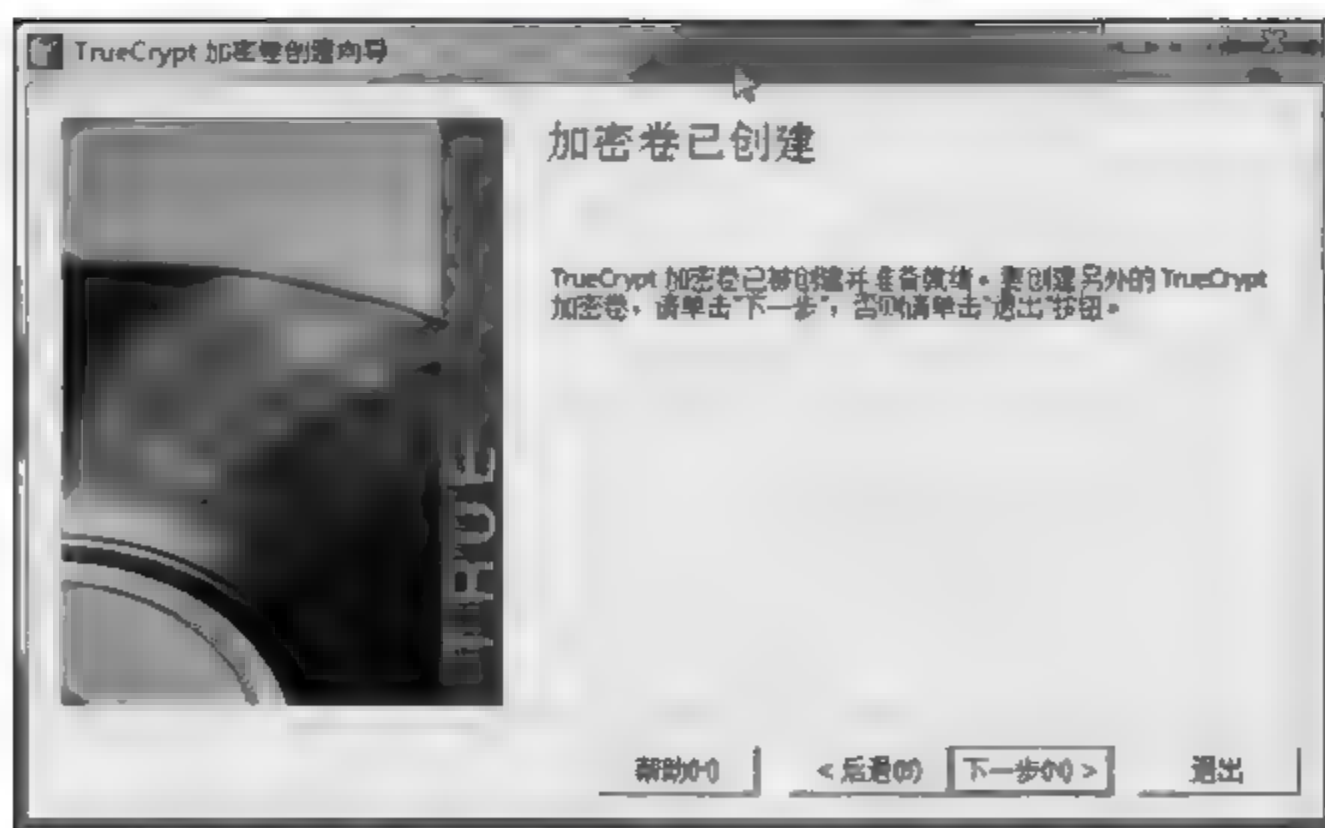 TrueCrypt 加密卷创建向导
加密卷已创建
TrueCrypt 加密卷已被创建并准备就绪。要创建另外的 TrueCrypt
加密卷，请单击"下一步"，否则请单击"退出"按钮。
TRUE
帮助(H) < 后退(B) 下一步(N) > 退出